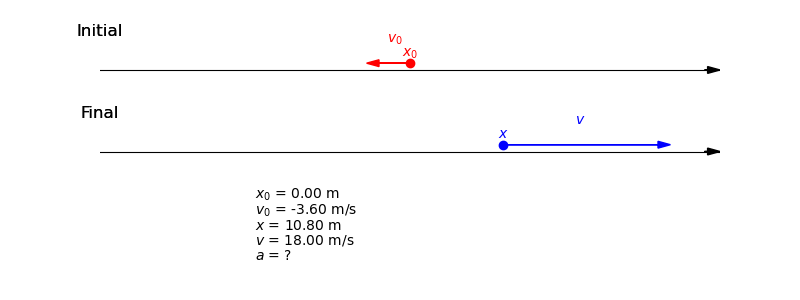 Initial
v₀
x₀
Final
v
x
x₀ = 0.00 m
v₀ = -3.60 m/s
x = 10.80 m
v = 18.00 m/s
a = ?